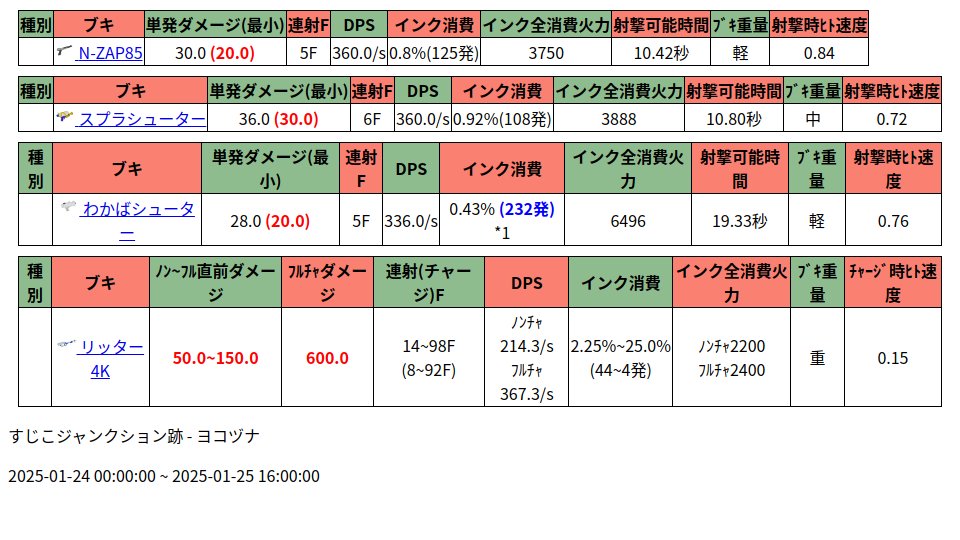 種別 ブキ 単発ダメージ(最小) 連射F DPS インク消費 インク全消費火力 射撃可能時間 ﾌﾞｷ重量 射撃時ﾋﾄ速度
N-ZAP85 30.0 (20.0) 5F 360.0/s 0.8%(125発) 3750 10.42秒 軽 0.84
種別 ブキ 単発ダメージ(最小) 連射F DPS インク消費 インク全消費火力 射撃可能時間 ﾌﾞｷ重量 射撃時ﾋﾄ速度
スプラシューター 36.0 (30.0) 6F 360.0/s 0.92%(108発) 3888 10.80秒 中 0.72
種別 ブキ 単発ダメージ(最小) 連射F DPS インク消費 インク全消費火力 射撃可能時間 ﾌﾞｷ重量 射撃時ﾋﾄ速度
わかばシューター 28.0 (20.0) 5F 336.0/s 0.43% (232発) *1 6496 19.33秒 軽 0.76
種別 ブキ ﾉﾝ~ﾌﾙ直前ダメージ ﾌﾙﾁｬダメージ 連射(チャージ)F DPS インク消費 インク全消費火力 ﾌﾞｷ重量 ﾁｬｰｼﾞ時ﾋﾄ速度
リッター4K 50.0~150.0 600.0 14~98F (8~92F) ﾉﾝﾁｬ 214.3/s ﾌﾙﾁｬ 367.3/s 2.25%~25.0% (44~4発) ﾉﾝﾁｬ2200 ﾌﾙﾁｬ2400 重 0.15
すじこジャンクション跡 - ヨコヅナ
2025-01-24 00:00:00 ~ 2025-01-25 16:00:00